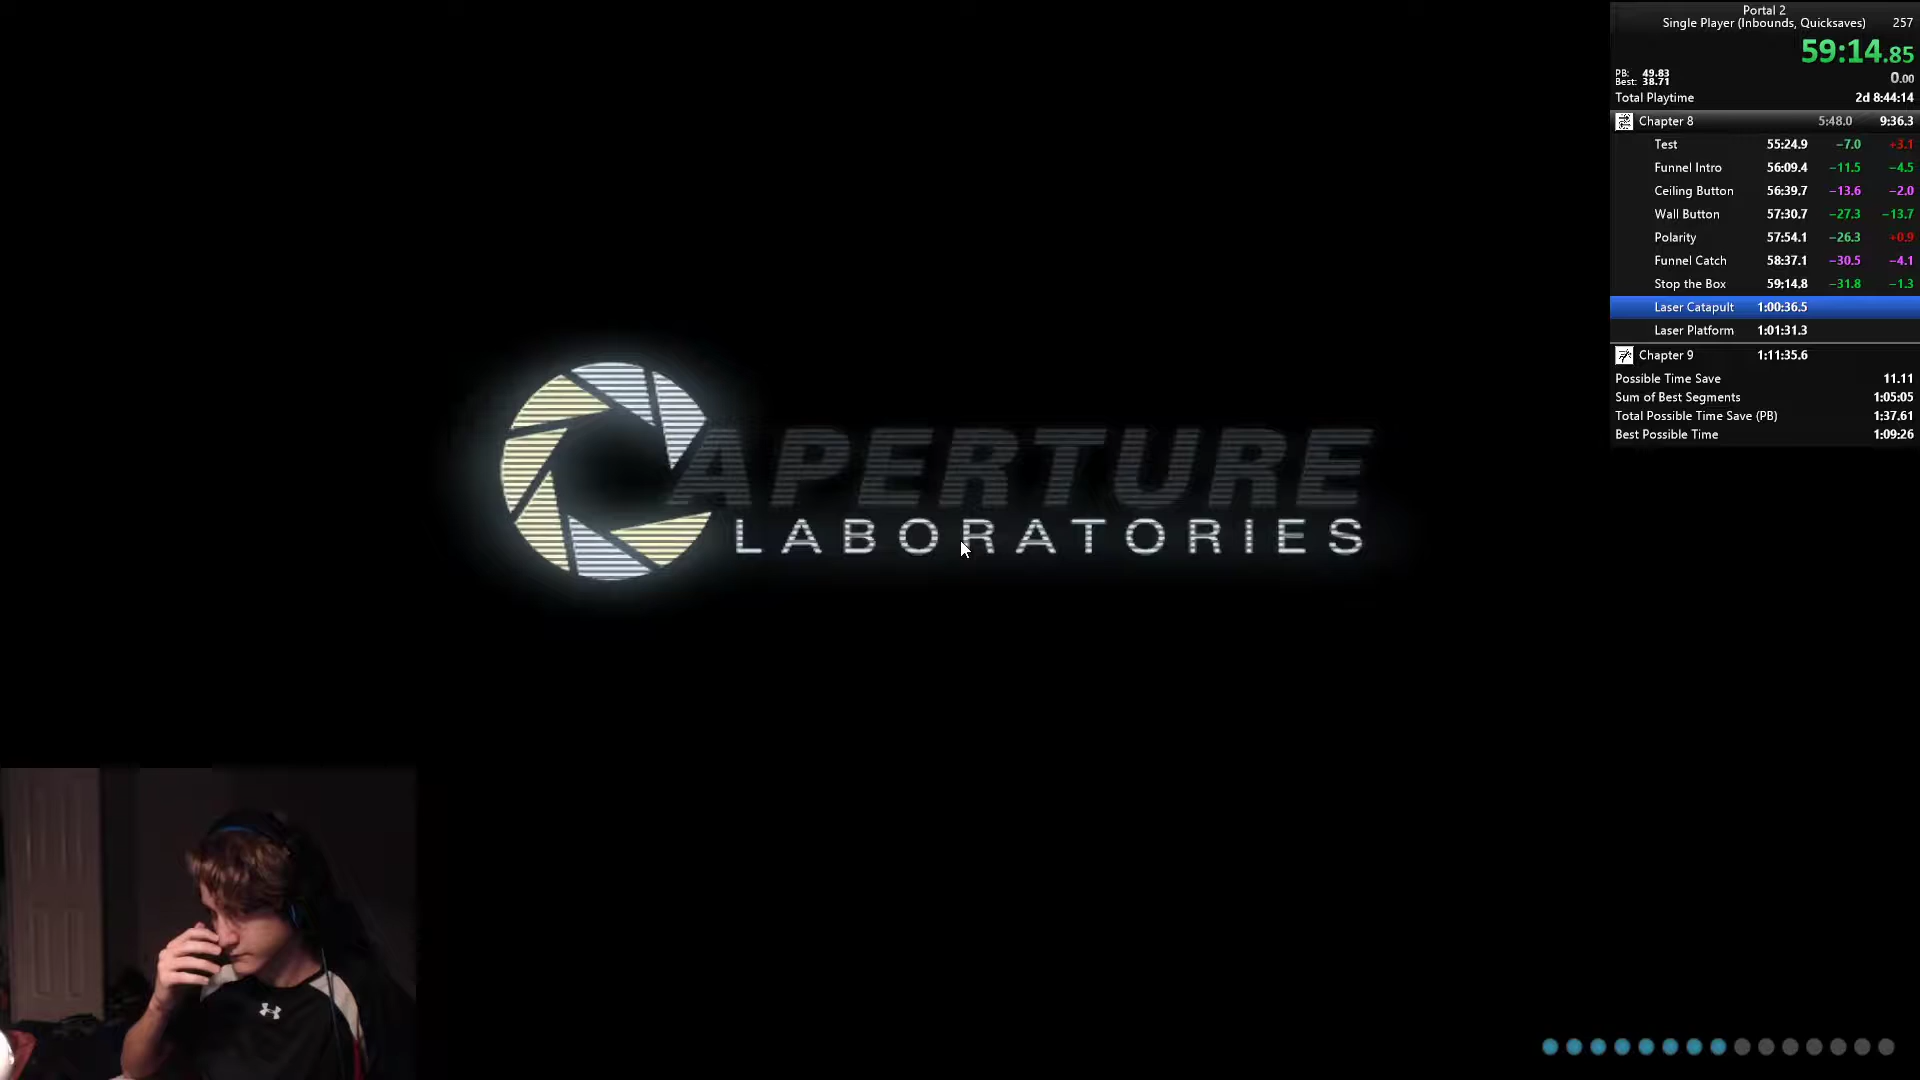 Portal 2
Single Player (Inbounds, Quicksaves) 257
59:14.85
PB: 49.83
Best: 38.71
0.00
Total Playtime 2d 8:44:14
Chapter 8 5:48.0 9:36.3
Test 55:24.9 −7.0 +3.1
Funnel Intro 56:09.4 −11.5 −4.5
Ceiling Button 56:39.7 −13.6 −2.0
Wall Button 57:30.7 −27.3 −13.7
Polarity 57:54.1 −26.3 +0.9
Funnel Catch 58:37.1 −30.5 −4.1
Stop the Box 59:14.8 −31.8 −1.3
Laser Catapult 1:00:36.5
Laser Platform 1:01:31.3
Chapter 9 1:11:35.6
Possible Time Save 11.11
Sum of Best Segments 1:05:05
Total Possible Time Save (PB) 1:37.61
Best Possible Time 1:09:26
APERTURE
LABORATORIES